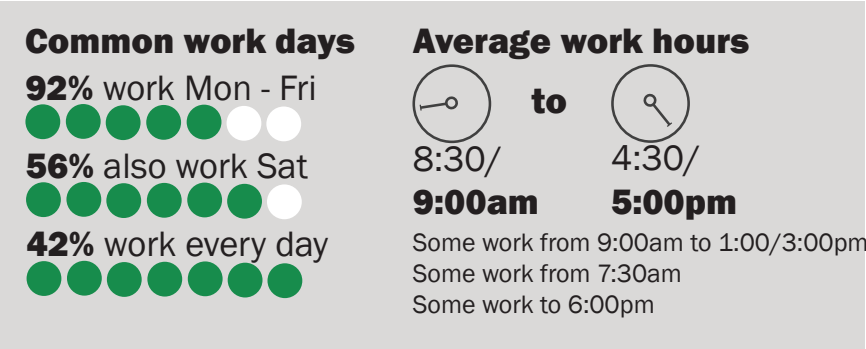 Common work days
92% work Mon - Fri
56% also work Sat
42% work every day
Average work hours
to
8:30/
4:30/
9:00am
5:00pm
Some work from 9:00am to 1:00/3:00pm
Some work from 7:30am
Some work to 6:00pm